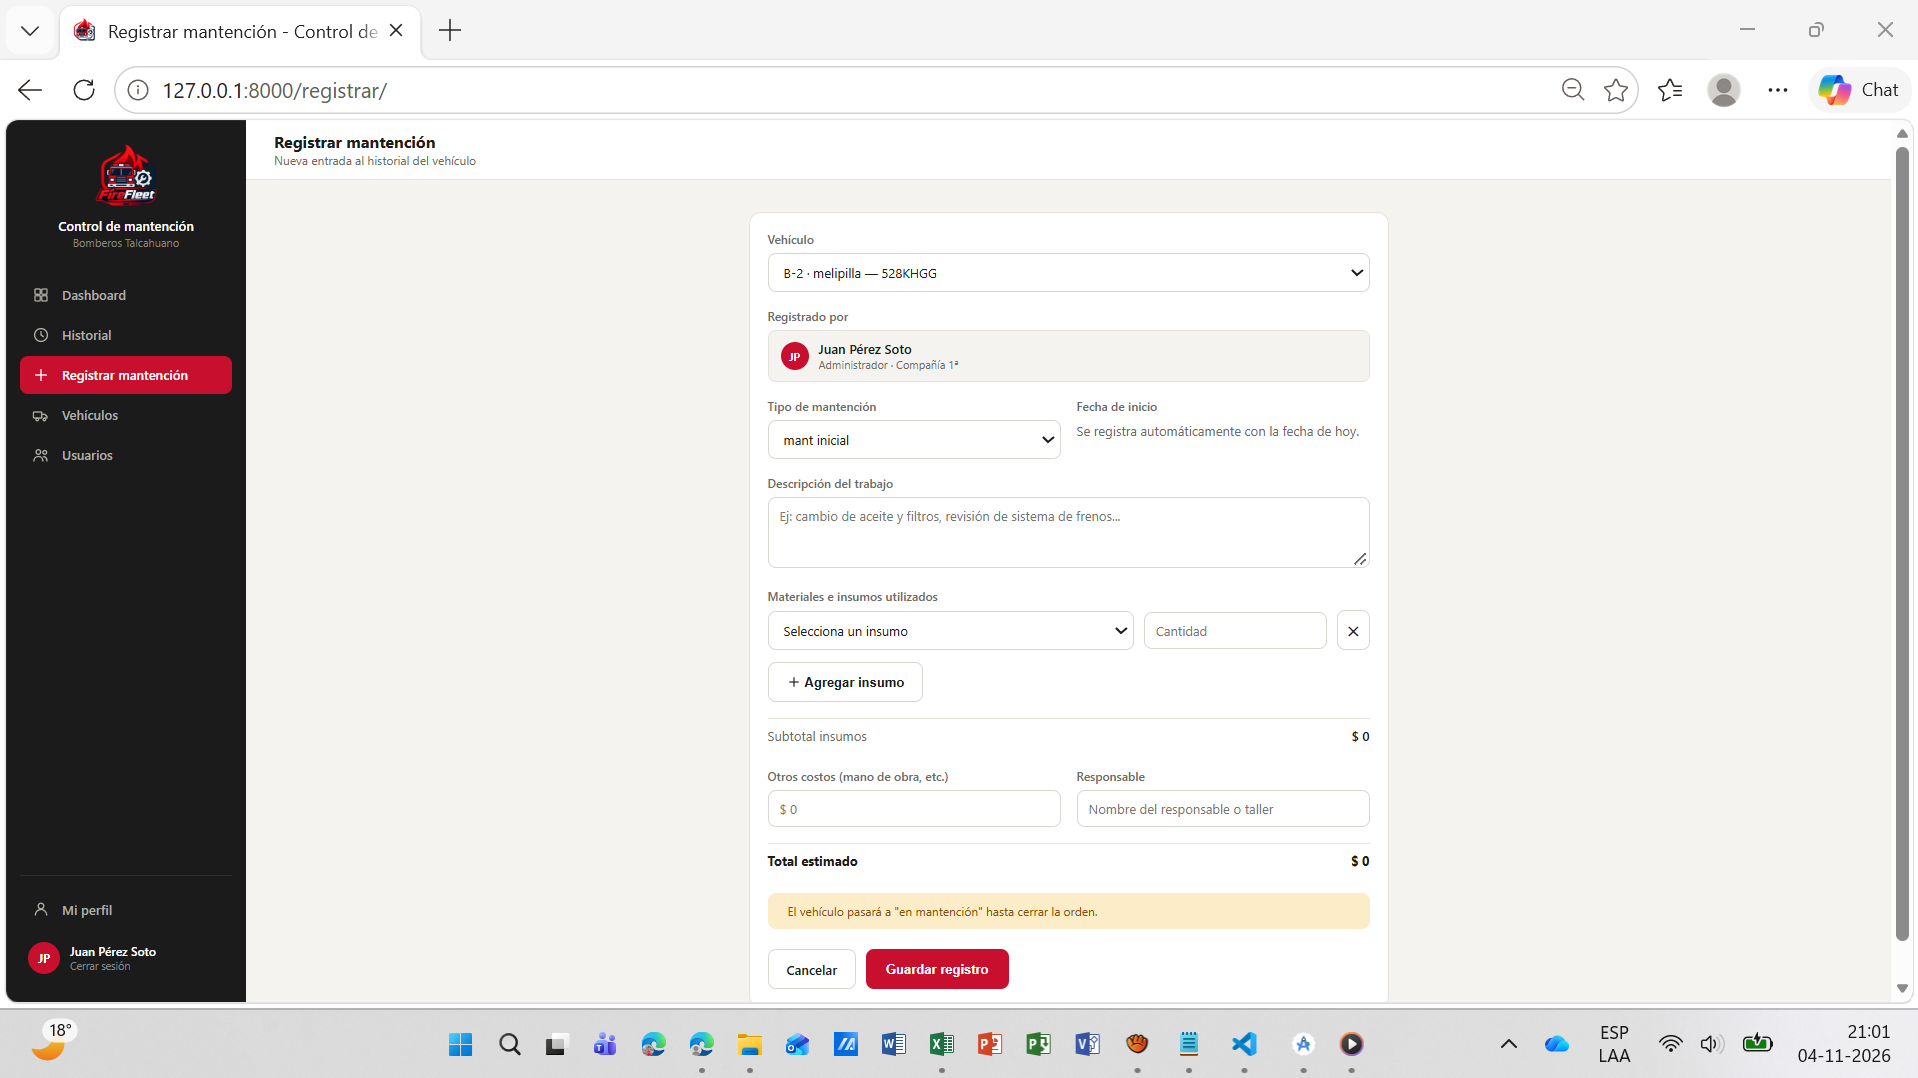 Registrar mantención - Control de
127.0.0.1:8000/registrar/
Chat
FireFleet
Control de mantención
Bomberos Talcahuano
Dashboard
Historial
Registrar mantención
Vehículos
Usuarios
Mi perfil
JP
Juan Pérez Soto
Cerrar sesión
Registrar mantención
Nueva entrada al historial del vehículo
Vehículo
B-2 · melipilla — 528KHGG
Registrado por
JP
Juan Pérez Soto
Administrador · Compañía 1ª
Tipo de mantención
Fecha de inicio
mant inicial
Se registra automáticamente con la fecha de hoy.
Descripción del trabajo
Ej: cambio de aceite y filtros, revisión de sistema de frenos...
Materiales e insumos utilizados
Selecciona un insumo
Cantidad
+ Agregar insumo
Subtotal insumos $ 0
Otros costos (mano de obra, etc.)
Responsable
$ 0
Nombre del responsable o taller
Total estimado $ 0
El vehículo pasará a "en mantención" hasta cerrar la orden.
Cancelar
Guardar registro
18°
ESP
LAA
21:01
04-11-2026